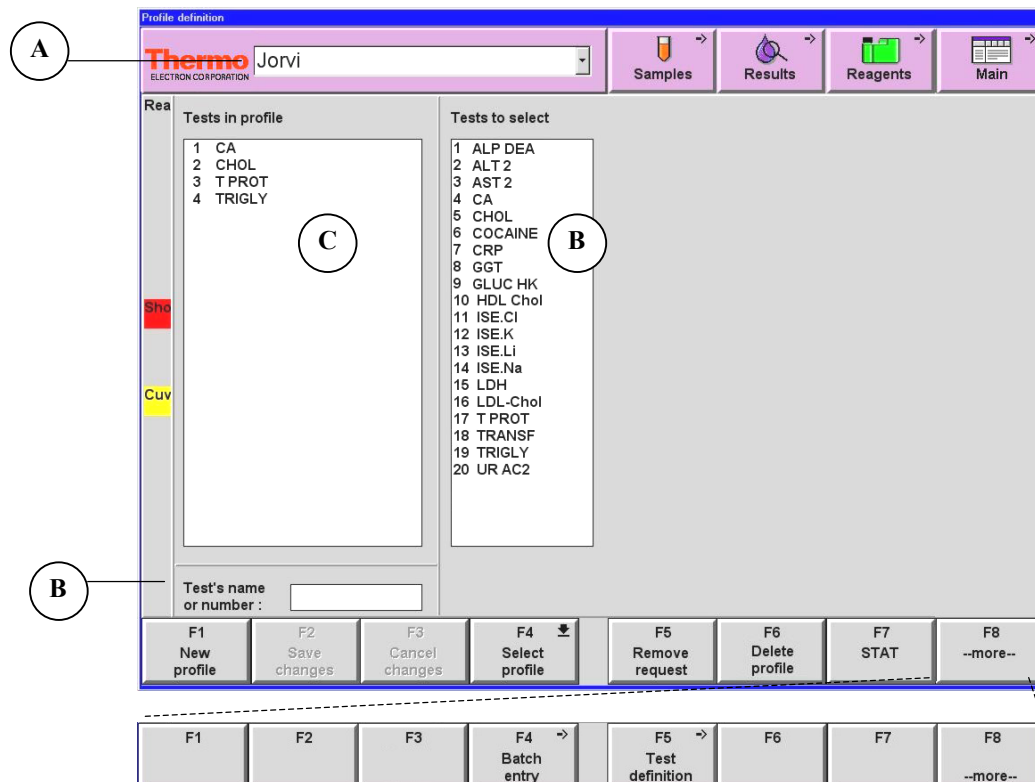 Profile definition
A
Thermo
ELECTRON CORPORATION
Jorvi
Samples
Results
Reagents
Main
Rea
Sho
Cuv
Tests in profile
1 CA
2 CHOL
3 T PROT
4 TRIGLY
C
Tests to select
1 ALP DEA
2 ALT 2
3 AST 2
4 CA
5 CHOL
6 COCAINE
7 CRP
8 GGT
9 GLUC HK
10 HDL Chol
11 ISE.Cl
12 ISE.K
13 ISE.Li
14 ISE.Na
15 LDH
16 LDL-Chol
17 T PROT
18 TRANSF
19 TRIGLY
20 UR AC2
B
B
Test's name
or number :
F1
New
profile
F2
Save
changes
F3
Cancel
changes
F4
Select
profile
F5
Remove
request
F6
Delete
profile
F7
STAT
F8
--more--
F1
F2
F3
F4
Batch
entry
F5
Test
definition
F6
F7
F8
--more--